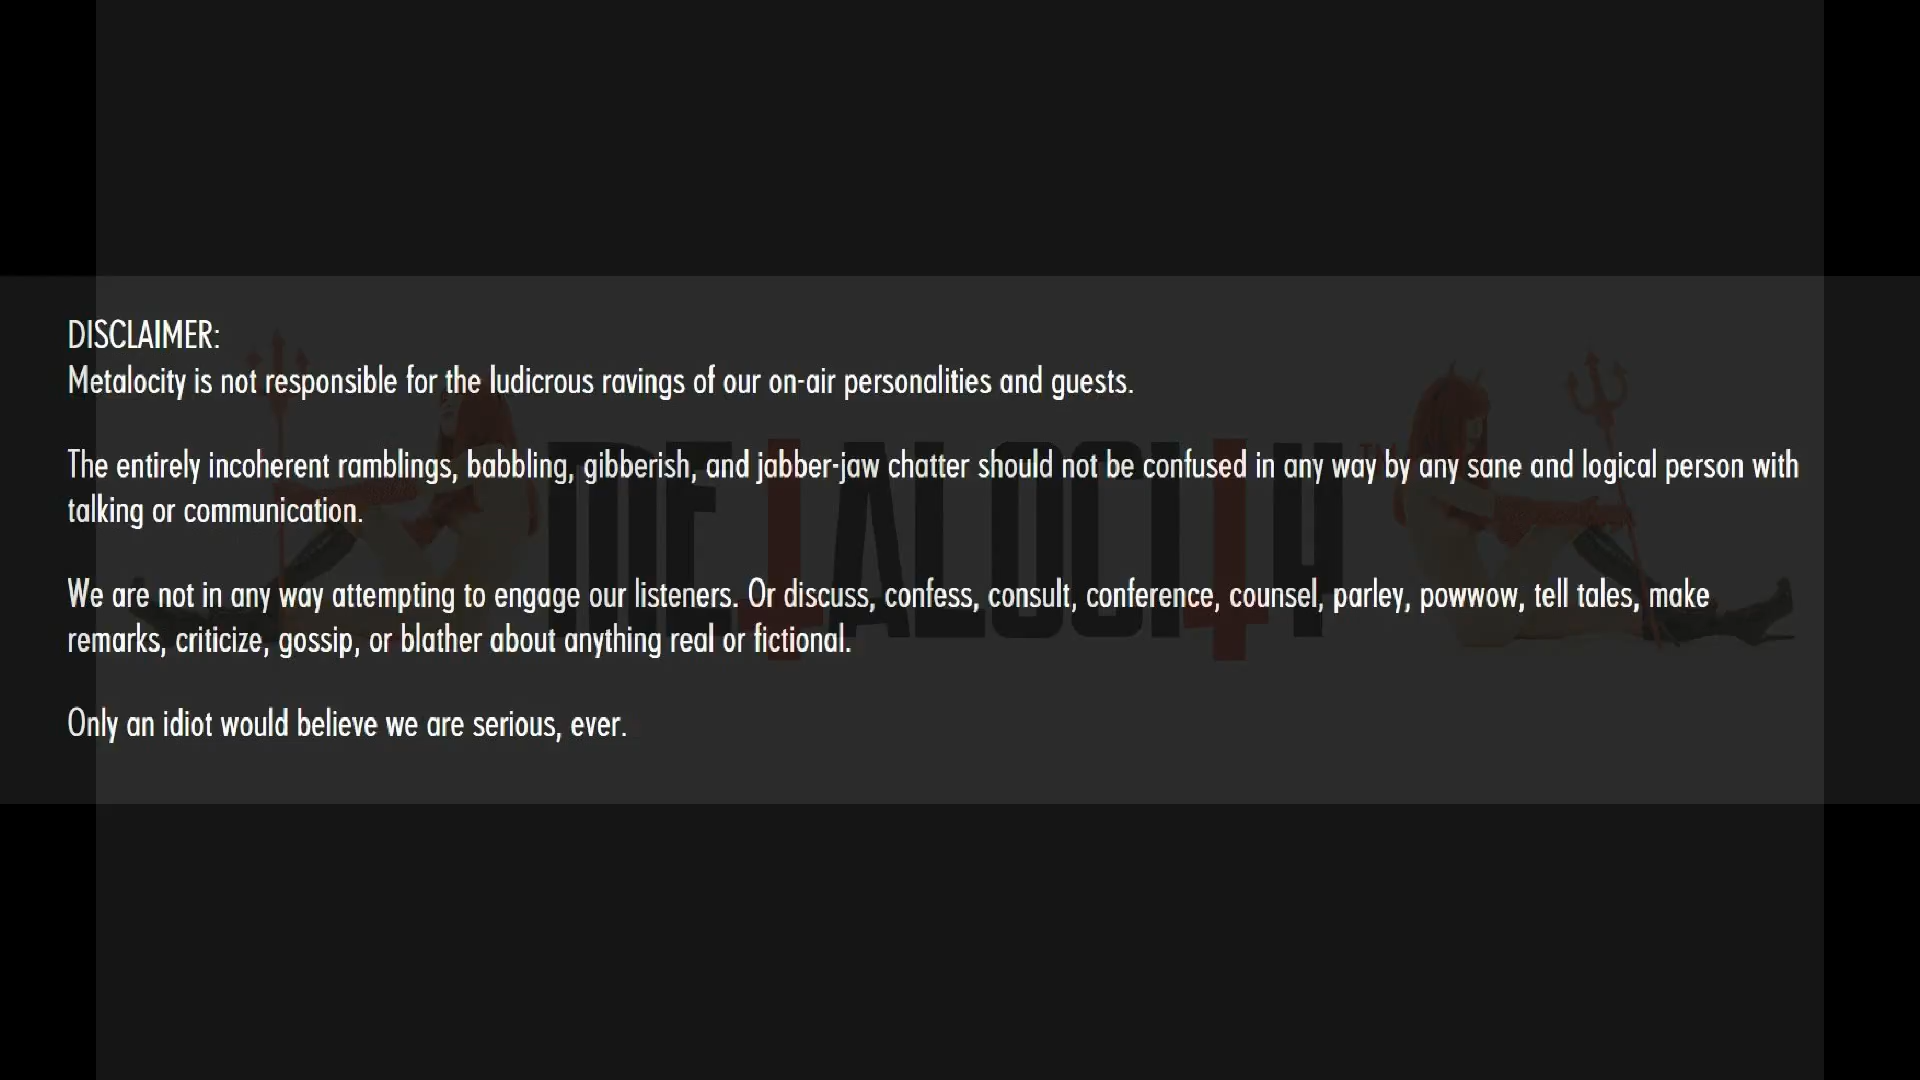 DISCLAIMER:
Metalocity is not responsible for the ludicrous ravings of our on-air personalities and guests.
The entirely incoherent ramblings, babbling, gibberish, and jabber-jaw chatter should not be confused in any way by any sane and logical person with
talking or communication.
We are not in any way attempting to engage our listeners. Or discuss, confess, consult, conference, counsel, parley, powwow, tell tales, make
remarks, criticize, gossip, or blather about anything real or fictional.
Only an idiot would believe we are serious, ever.
METALOCITY TM